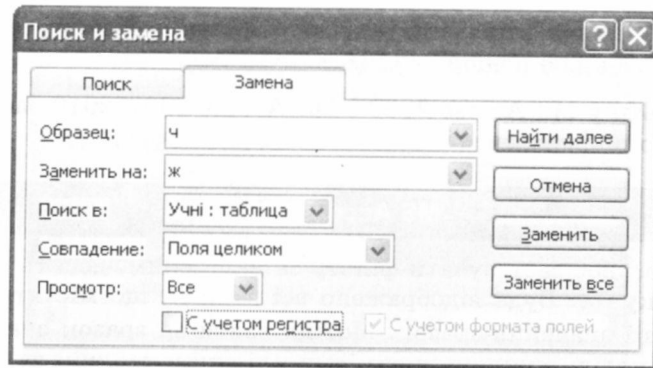 Поиск и замена
Поиск Замена
Образец: ч Найти далее
Заменить на: ж Отмена
Поиск в: Учні : таблица Заменить
Совпадение: Поля целиком
Просмотр: Все Заменить все
С учетом регистра С учетом формата полей